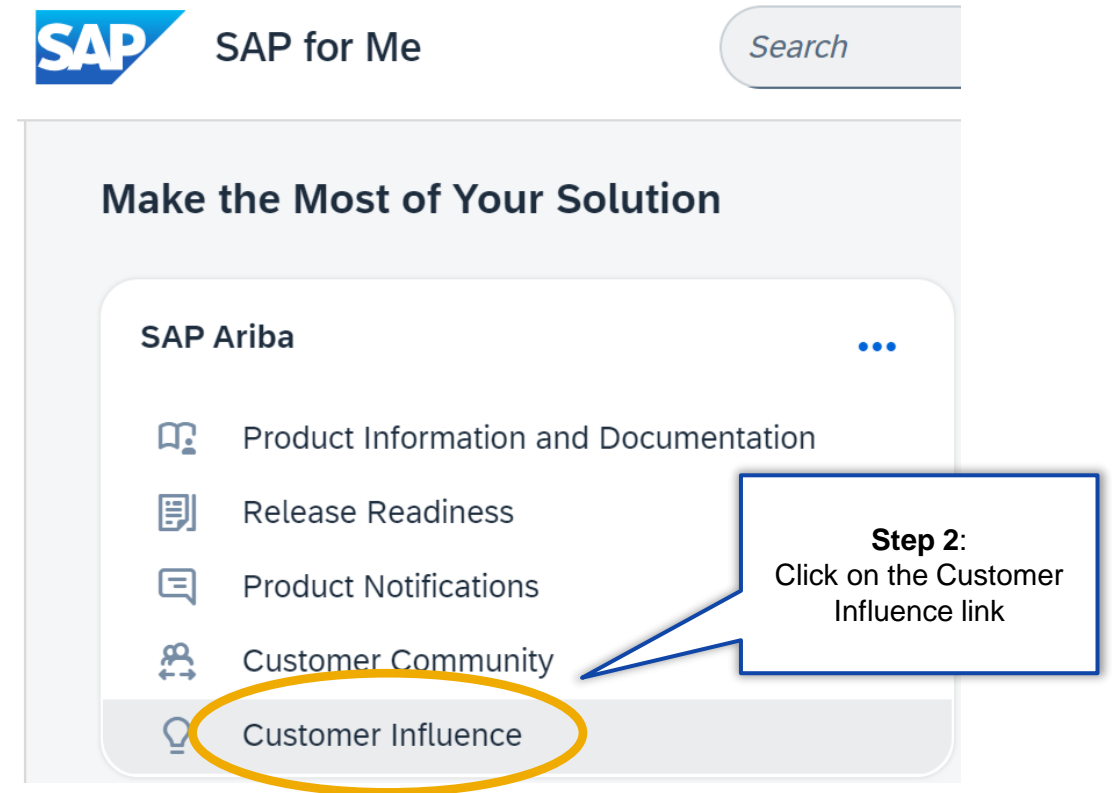 SAP
SAP for Me
Search
Make the Most of Your Solution
SAP Ariba
Product Information and Documentation
Release Readiness
Product Notifications
Customer Community
Customer Influence
Step 2:
Click on the Customer
Influence link